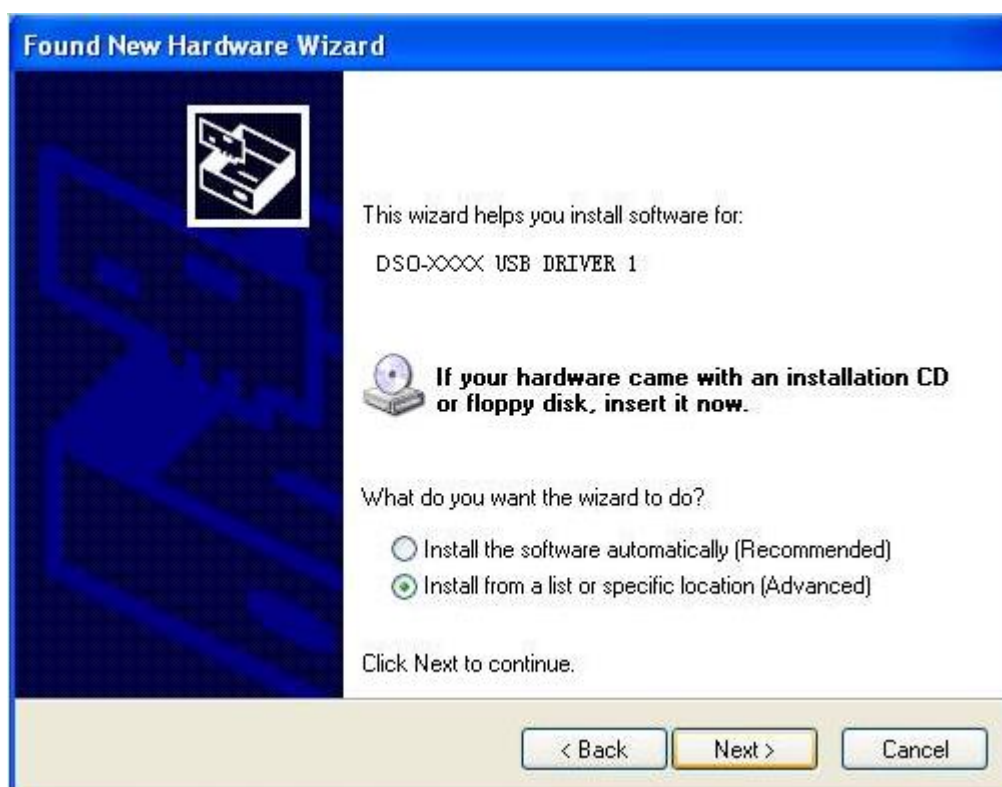 Found New Hardware Wizard
This wizard helps you install software for:
DSO-XXXX USB DRIVER 1
If your hardware came with an installation CD
or floppy disk, insert it now.
What do you want the wizard to do?
Install the software automatically (Recommended)
Install from a list or specific location (Advanced)
Click Next to continue.
< Back Next > Cancel